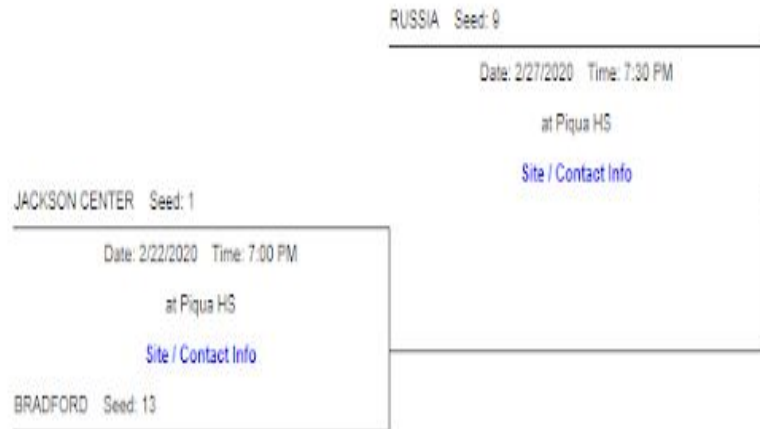 RUSSIA Seed: 9
Date: 2/27/2020 Time: 7:30 PM
at Piqua HS
Site / Contact Info
JACKSON CENTER Seed: 1
Date: 2/22/2020 Time: 7:00 PM
at Piqua HS
Site / Contact Info
BRADFORD Seed: 13